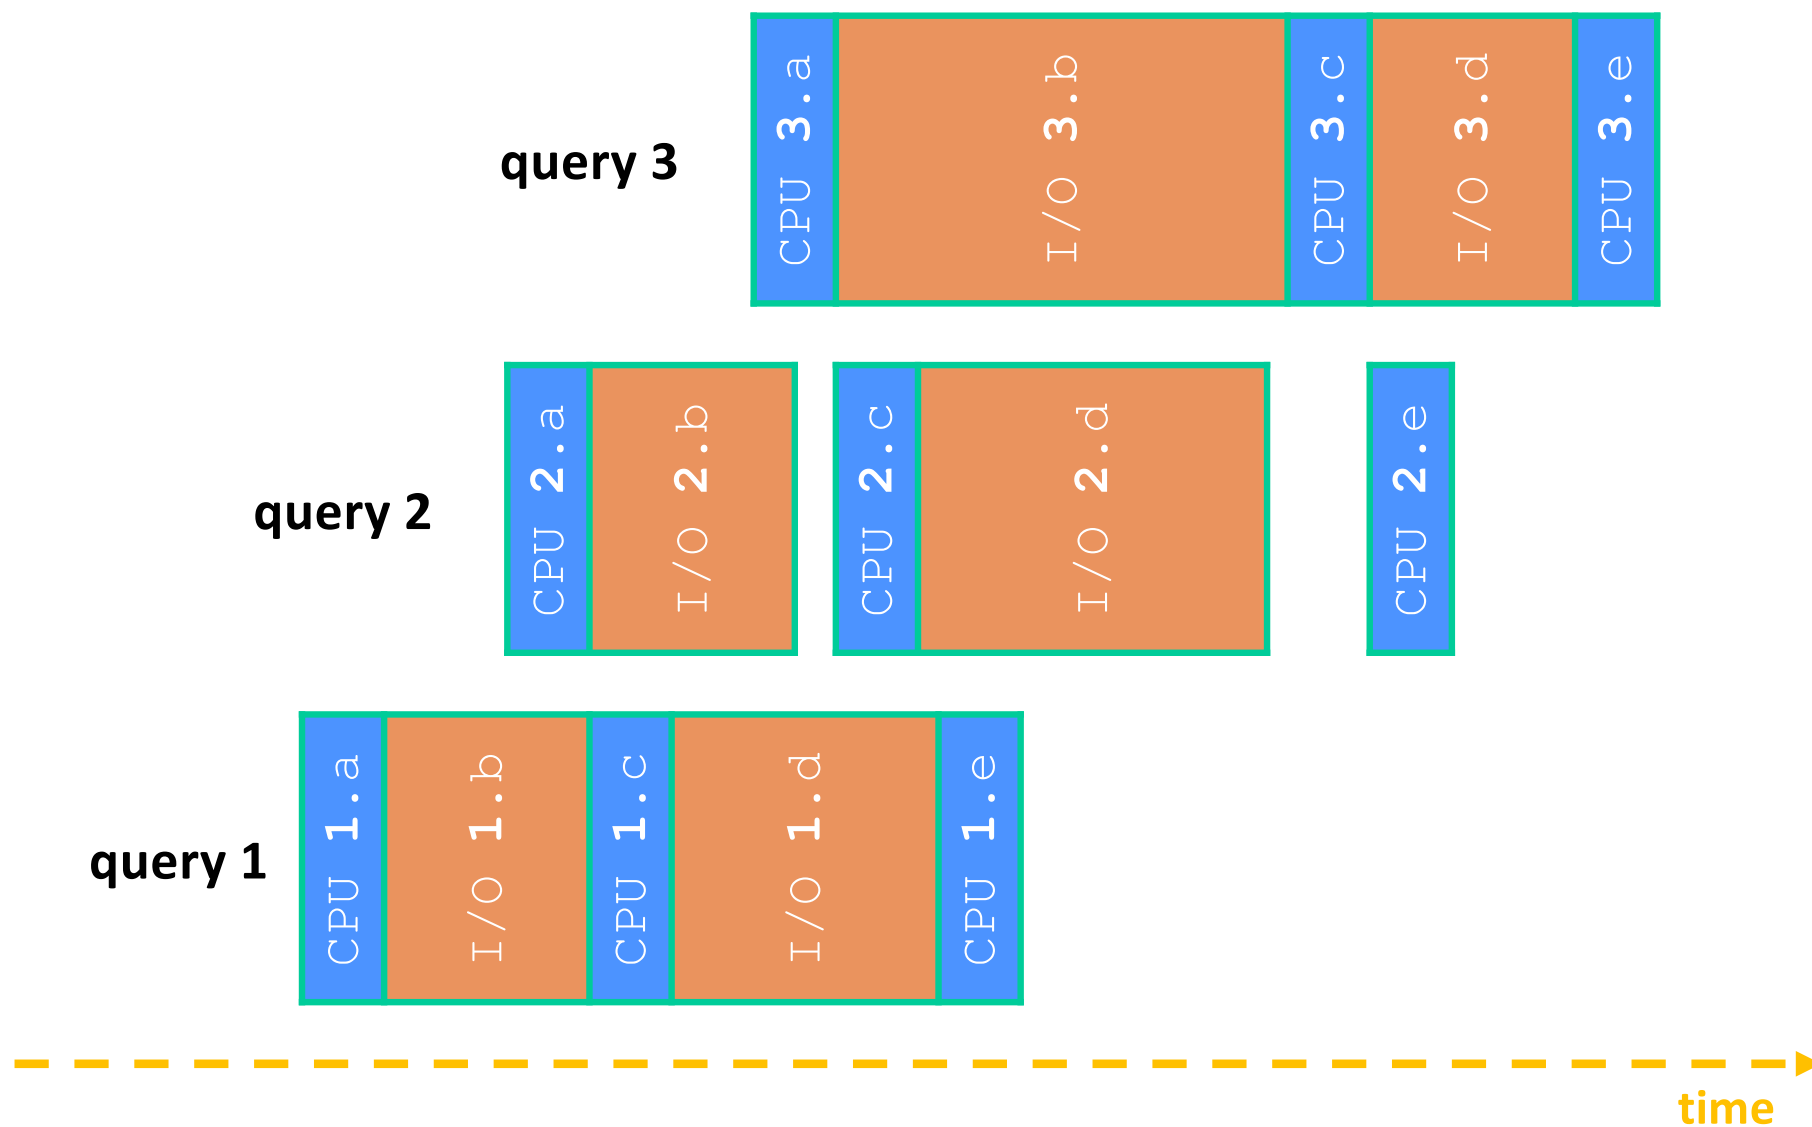 query 3
CPU 3.a
I/O 3.b
CPU 3.c
I/O 3.d
CPU 3.e
query 2
CPU 2.a
I/O 2.b
CPU 2.c
I/O 2.d
CPU 2.e
query 1
CPU 1.a
I/O 1.b
CPU 1.c
I/O 1.d
CPU 1.e
time